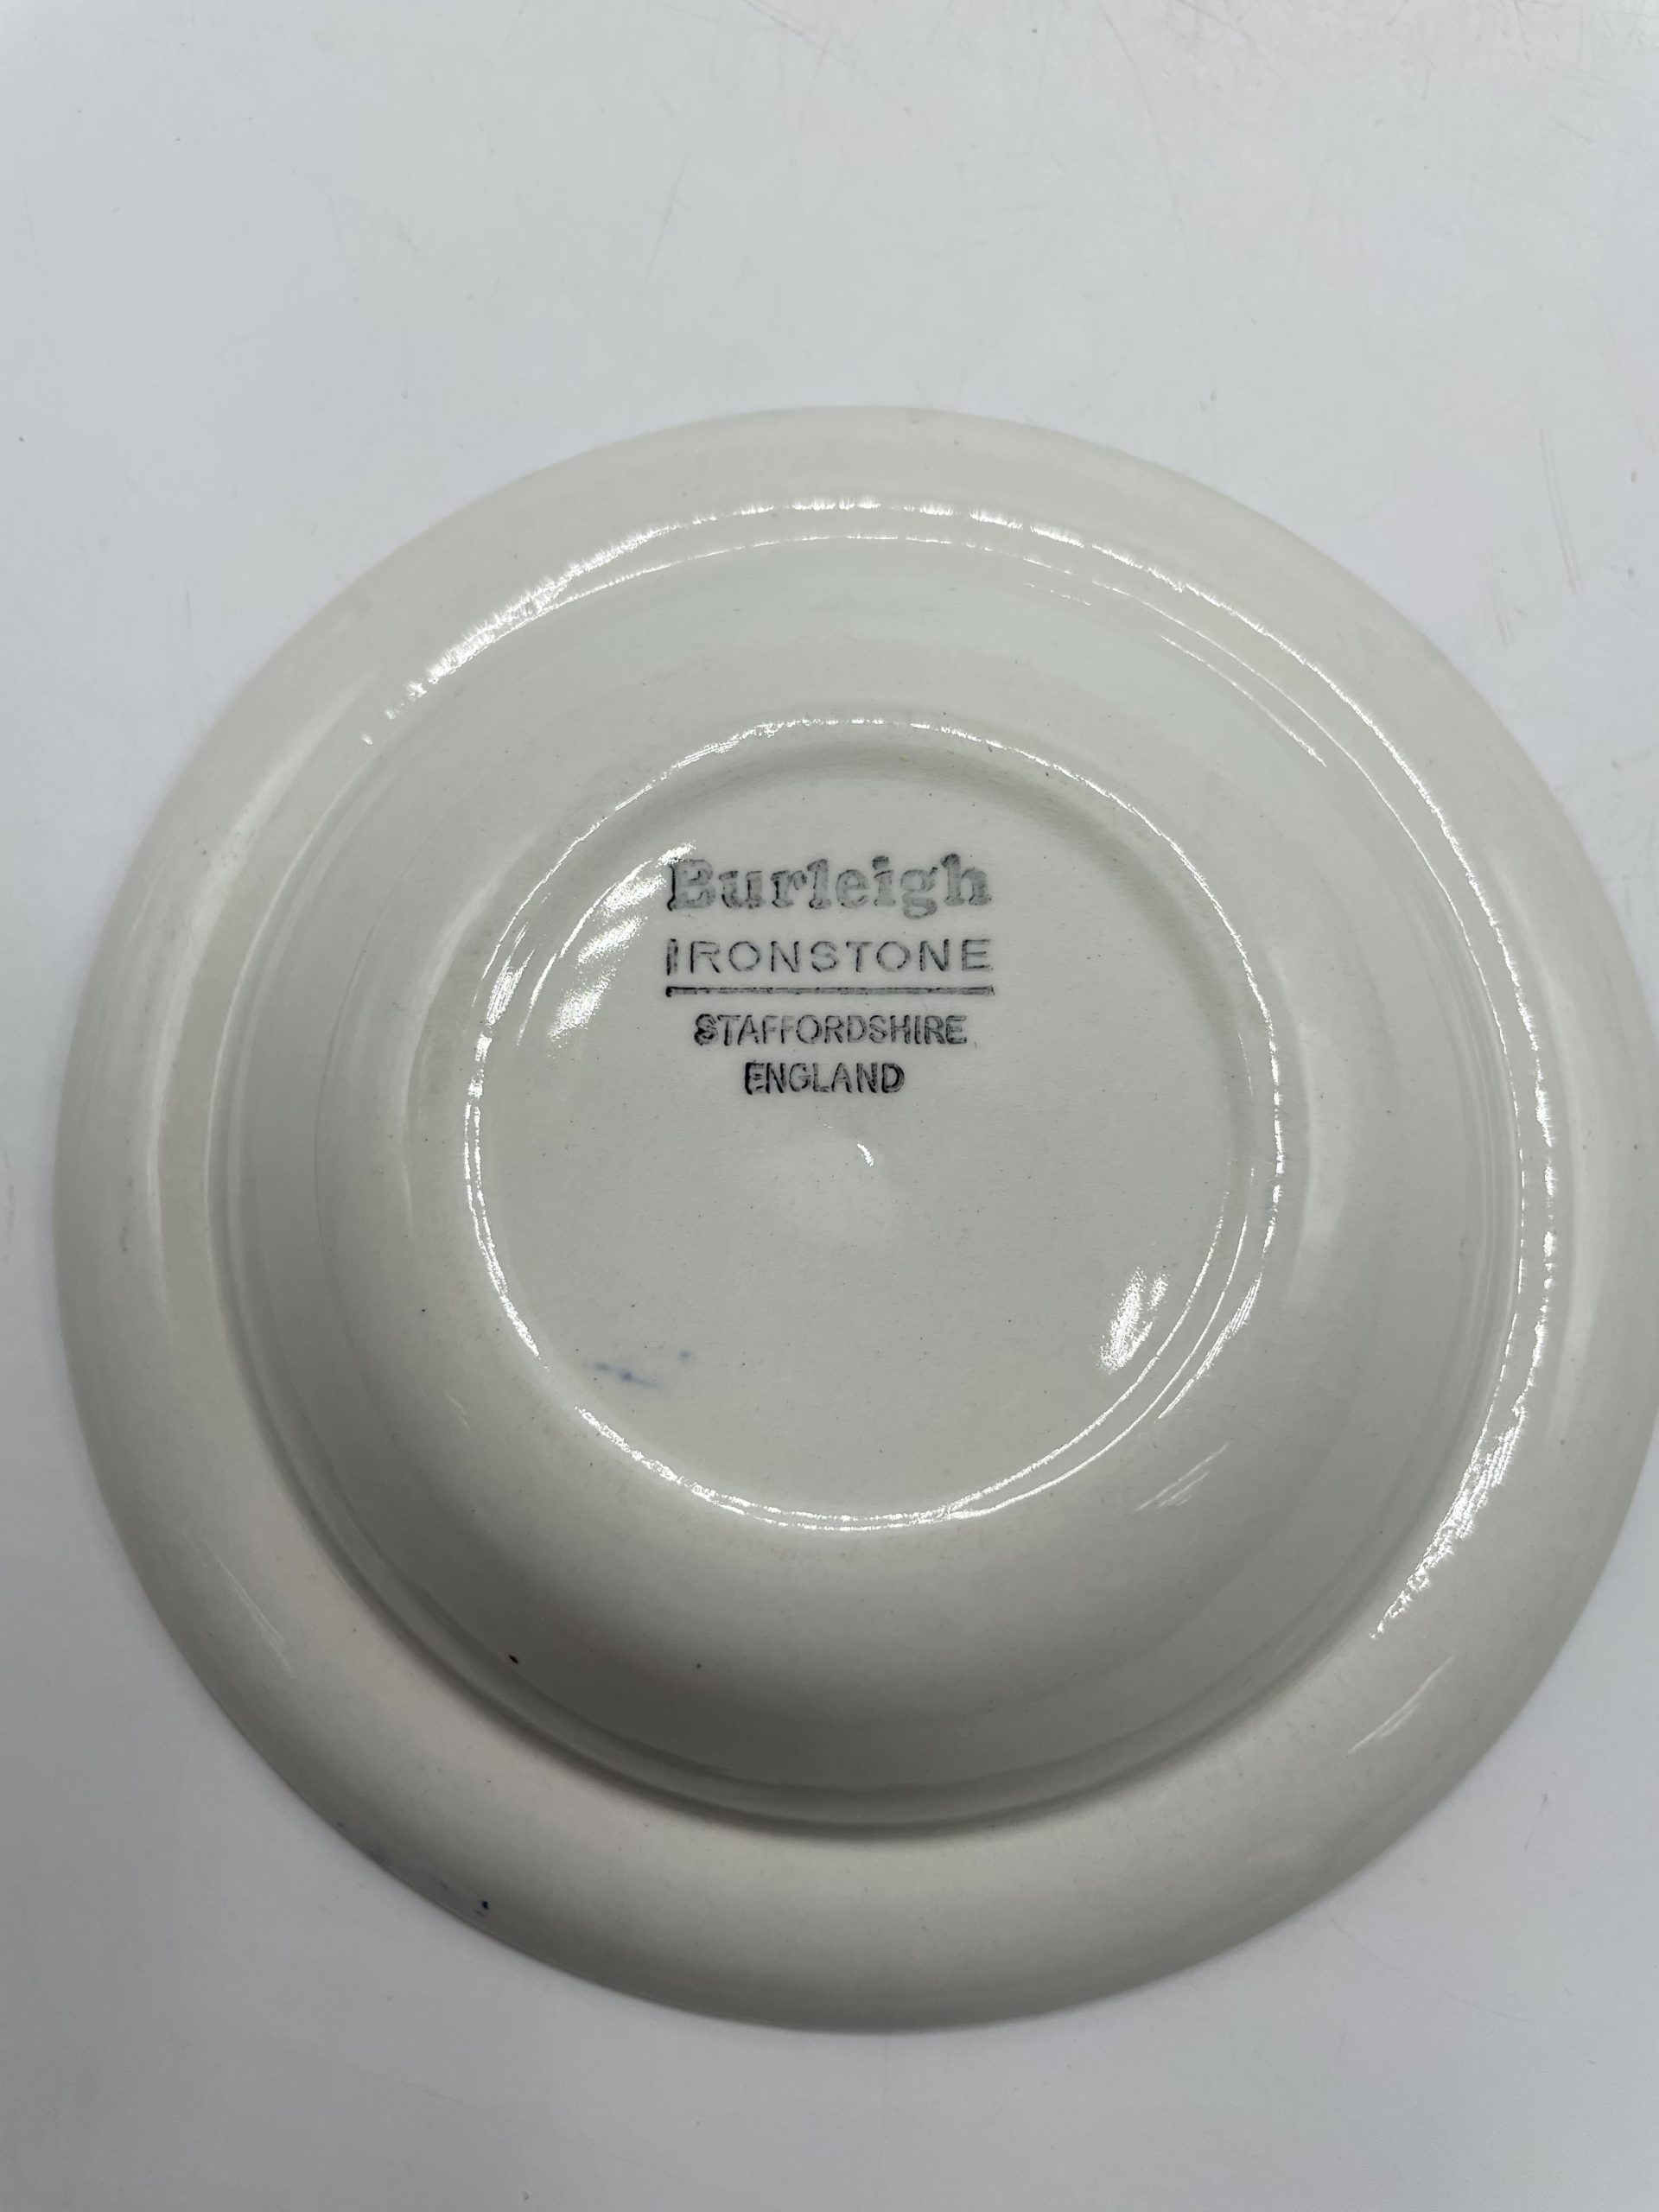 Burleigh
IRONSTONE
STAFFORDSHIRE
ENGLAND